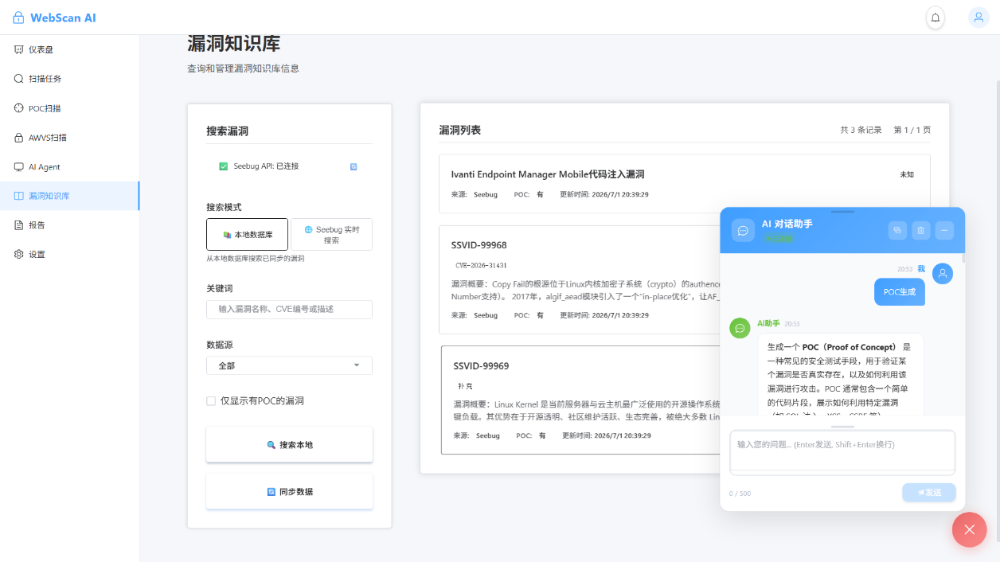 WebScan AI
仪表盘
扫描任务
POC扫描
AWVS扫描
AI Agent
漏洞知识库
报告
设置
漏洞知识库
查询和管理漏洞知识库信息
搜索漏洞
Seebug API: 已连接
搜索模式
本地数据库
Seebug 实时
搜索
从本地数据库搜索已同步的漏洞
关键词
输入漏洞名称、CVE编号或描述
数据源
全部
仅显示有POC的漏洞
搜索本地
同步数据
漏洞列表
共 3 条记录 第 1 / 1 页
Ivanti Endpoint Manager Mobile代码注入漏洞
未知
来源: Seebug POC: 有 更新时间: 2026/7/1 20:39:29
SSVID-99968
CVE-2026-31431
漏洞概要：Copy Fail的根源位于Linux内核加密子系统（crypto）的authenc
Number支持）。 2017年，algif_aead模块引入了一个“in-place优化”，让AF_
来源: Seebug POC: 有 更新时间: 2026/7/1 20:39:29
SSVID-99969
补充
漏洞概要：Linux Kernel 是当前服务器与云主机最广泛使用的开源操作系统
键负载。其优势在于开源透明、社区维护活跃、生态完善，被绝大多数 Lin
来源: Seebug POC: 有 更新时间: 2026/7/1 20:39:29
AI 对话助手
20:53 我
POC生成
AI助手 20:53
生成一个 POC（Proof of Concept） 是
一种常见的安全测试手段，用于验证某
个漏洞是否真实存在，以及如何利用该
漏洞进行攻击。POC 通常包含一个简单
的代码片段，展示如何利用特定漏洞
（如 SQL 注入、XSS、CSRF 等）
输入您的问题... (Enter发送, Shift+Enter换行)
0 / 500
发送